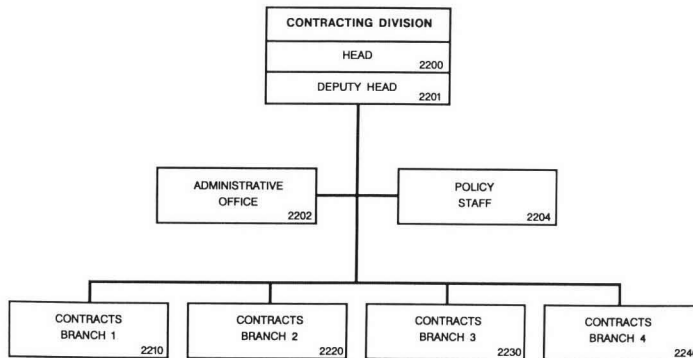 CONTRACTING DIVISION
HEAD
2200
DEPUTY HEAD
2201
ADMINISTRATIVE
OFFICE
2202
POLICY
STAFF
2204
CONTRACTS
BRANCH 1
2210
CONTRACTS
BRANCH 2
2220
CONTRACTS
BRANCH 3
2230
CONTRACTS
BRANCH 4